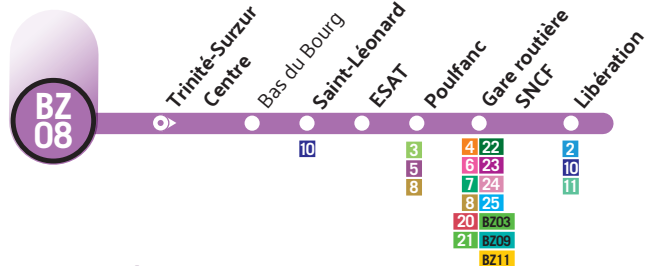 BZ
08
Trinité-Surzur
Centre
Bas du Bourg
Saint-Léonard
ESAT
Poulfanc
Gare routière
SNCF
Libération
10
3
5
8
4 22
6 23
7 24
8 25
20 BZ03
21 BZ09
BZ11
2
10
11